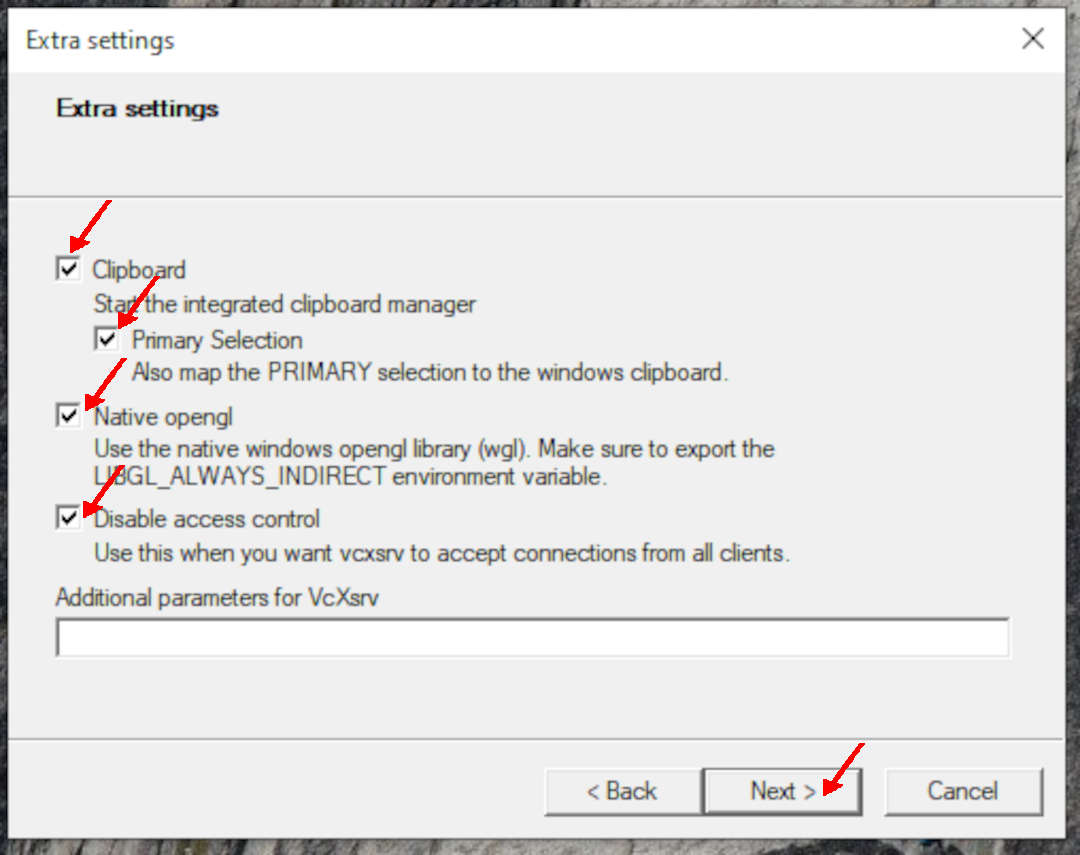 Extra settings
Extra settings
Clipboard
Start the integrated clipboard manager
Primary Selection
Also map the PRIMARY selection to the windows clipboard.
Native opengl
Use the native windows opengl library (wgl). Make sure to export the
LIBGL_ALWAYS_INDIRECT environment variable.
Disable access control
Use this when you want vcxsrv to accept connections from all clients.
Additional parameters for VcXsrv
< Back Next > Cancel